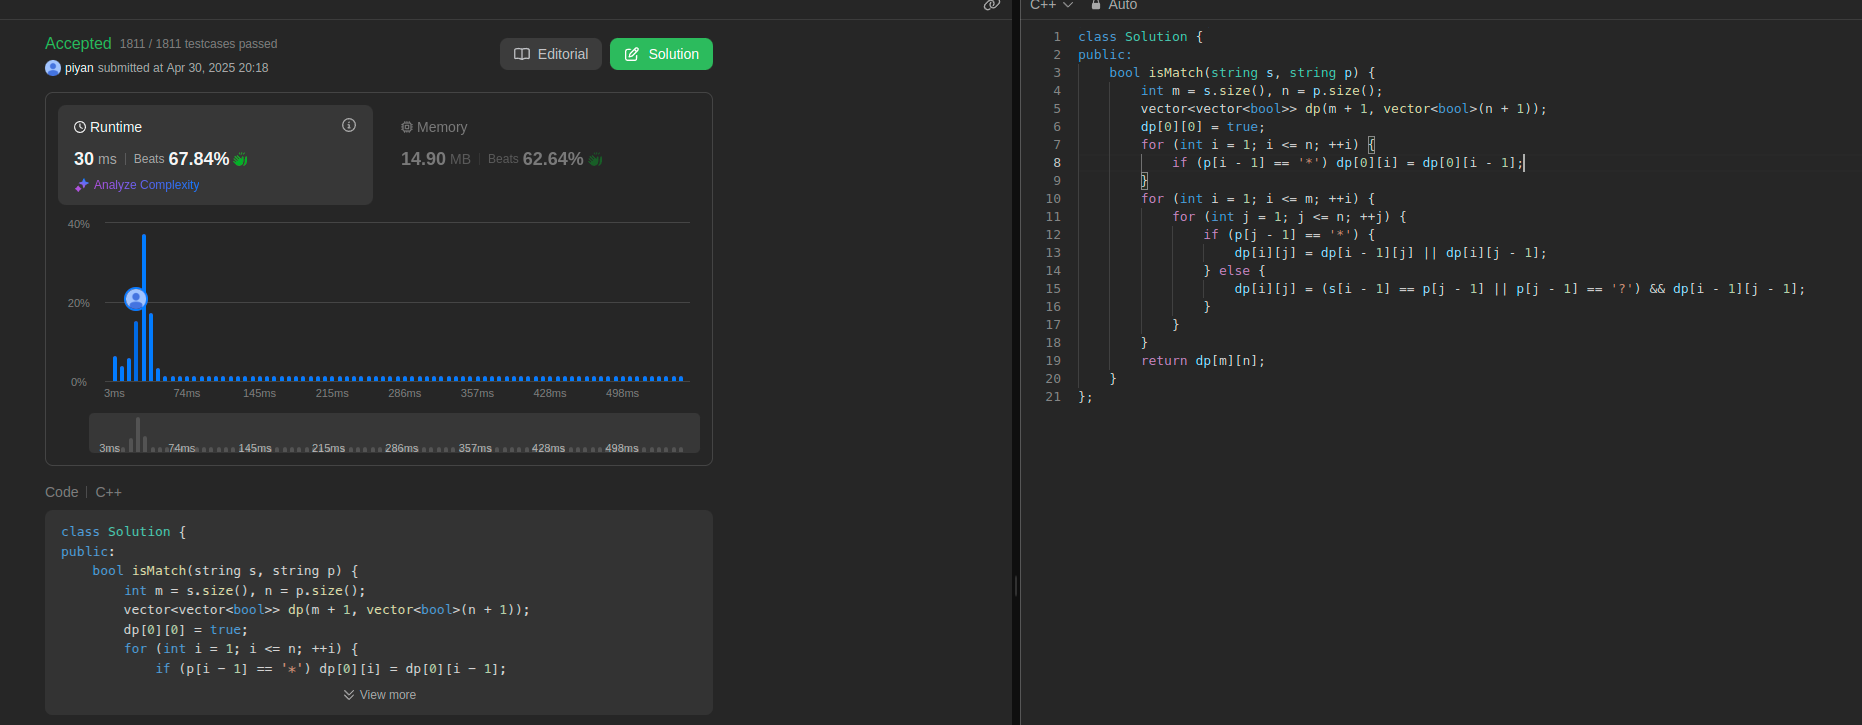 Accepted 1811 / 1811 testcases passed
piyan submitted at Apr 30, 2025 20:18
Editorial
Solution
Runtime
30 ms | Beats 67.84%
Analyze Complexity
Memory
14.90 MB | Beats 62.64%
40%
20%
0%
3ms 74ms 145ms 215ms 286ms 357ms 428ms 498ms
3ms 74ms 145ms 215ms 286ms 357ms 428ms 498ms
Code | C++
class Solution {
public:
    bool isMatch(string s, string p) {
        int m = s.size(), n = p.size();
        vector<vector<bool>> dp(m + 1, vector<bool>(n + 1));
        dp[0][0] = true;
        for (int i = 1; i <= n; ++i) {
            if (p[i - 1] == '*') dp[0][i] = dp[0][i - 1];
View more
C++ Auto
1 class Solution {
2 public:
3     bool isMatch(string s, string p) {
4         int m = s.size(), n = p.size();
5         vector<vector<bool>> dp(m + 1, vector<bool>(n + 1));
6         dp[0][0] = true;
7         for (int i = 1; i <= n; ++i) {
8             if (p[i - 1] == '*') dp[0][i] = dp[0][i - 1];
9         }
10         for (int i = 1; i <= m; ++i) {
11             for (int j = 1; j <= n; ++j) {
12                 if (p[j - 1] == '*') {
13                     dp[i][j] = dp[i - 1][j] || dp[i][j - 1];
14                 } else {
15                     dp[i][j] = (s[i - 1] == p[j - 1] || p[j - 1] == '?') && dp[i - 1][j - 1];
16                 }
17             }
18         }
19         return dp[m][n];
20     }
21 };